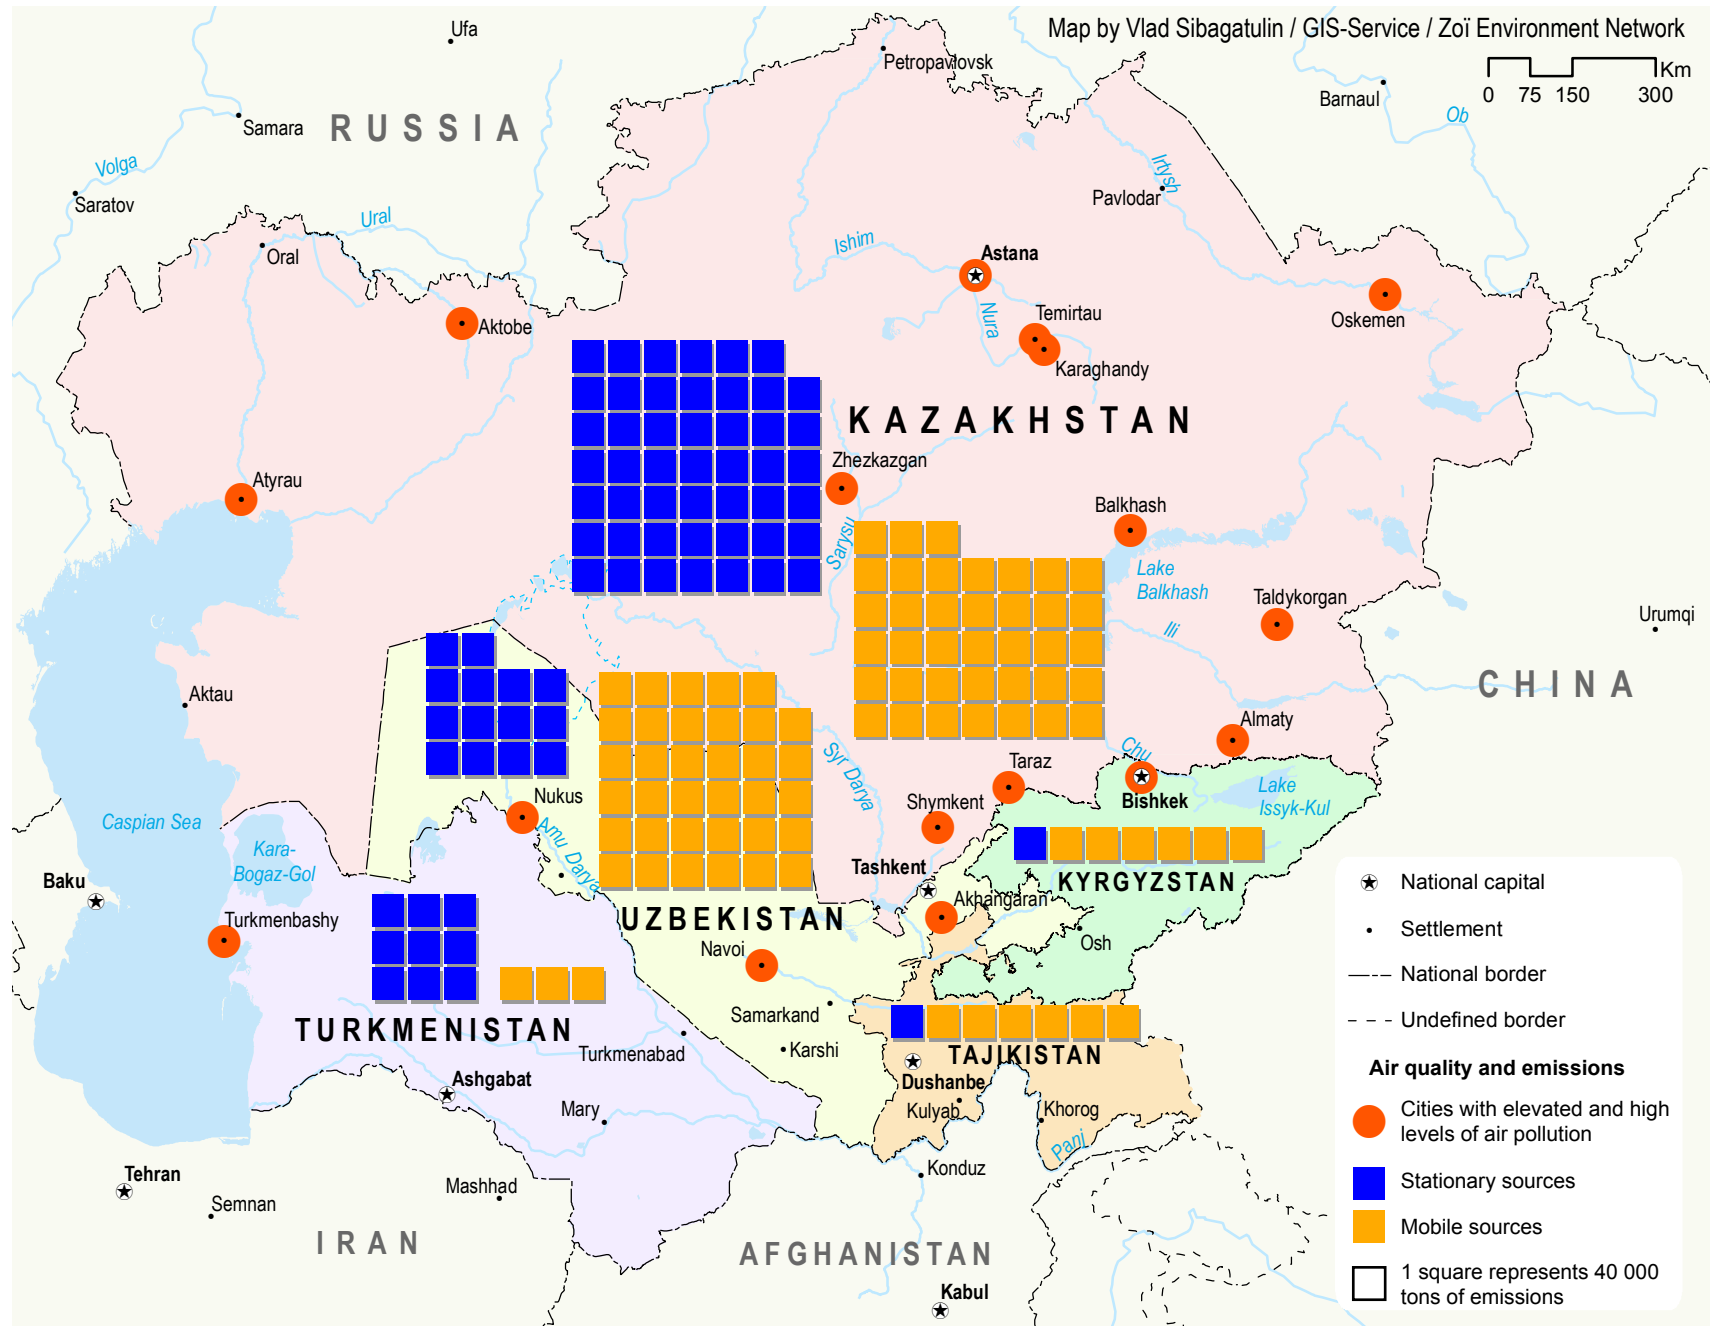 Map by Vlad Sibagatulin / GIS-Service / Zoï Environment Network
Km
0 75 150 300
Ufa
Petropavlovsk
Barnaul
Ob
Samara
RUSSIA
Volga
Irtysh
Pavlodar
Saratov
Ural
Oral
Ishim
Astana
Nura
Temirtau
Oskemen
Aktobe
Karaghandy
KAZAKHSTAN
Zhezkazgan
Atyrau
Balkhash
Sarysu
Lake
Balkhash
Taldykorgan
Urumqi
Ili
CHINA
Aktau
Almaty
Chu
Syr Darya
Taraz
Bishkek
Lake
Issyk-Kul
Nukus
Shymkent
Caspian Sea
Amu Darya
Kara-
Bogaz-Gol
Tashkent
KYRGYZSTAN
Baku
Akhangaran
Turkmenbashy
UZBEKISTAN
Osh
Navoi
Samarkand
TURKMENISTAN
Turkmenabad
Karshi
TAJIKISTAN
Ashgabat
Dushanbe
Mary
Kulyab
Khorog
Panj
Tehran
Mashhad
Konduz
Semnan
IRAN
AFGHANISTAN
Kabul
National capital
Settlement
National border
Undefined border
Air quality and emissions
Cities with elevated and high
levels of air pollution
Stationary sources
Mobile sources
1 square represents 40 000
tons of emissions